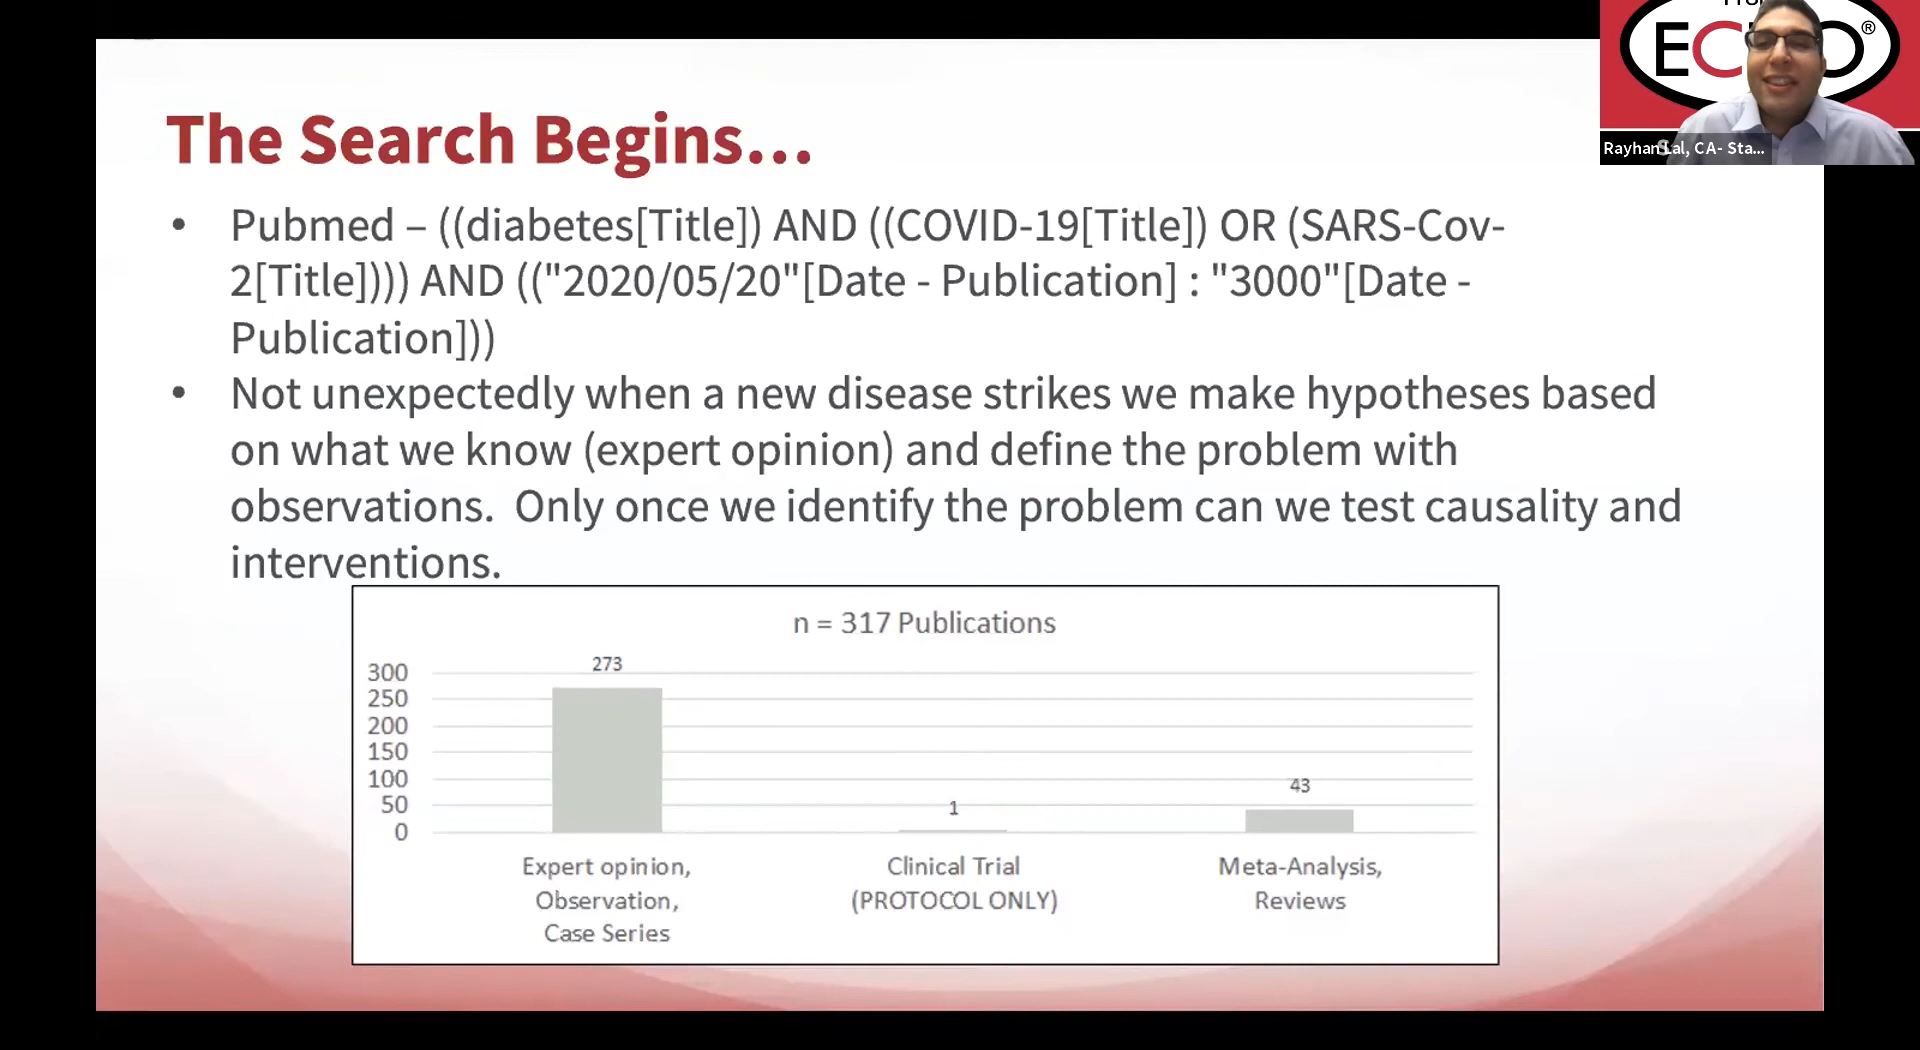 The Search Begins...
• Pubmed – ((diabetes[Title]) AND ((COVID-19[Title]) OR (SARS-Cov-
2[Title]))) AND (("2020/05/20"[Date - Publication] : "3000"[Date -
Publication]))
• Not unexpectedly when a new disease strikes we make hypotheses based
on what we know (expert opinion) and define the problem with
observations.  Only once we identify the problem can we test causality and
interventions.
n = 317 Publications
300
250
200
150
100
50
0
273
1
43
Expert opinion,
Observation,
Case Series
Clinical Trial
(PROTOCOL ONLY)
Meta-Analysis,
Reviews
®
Rayhan Lal, CA- Sta...